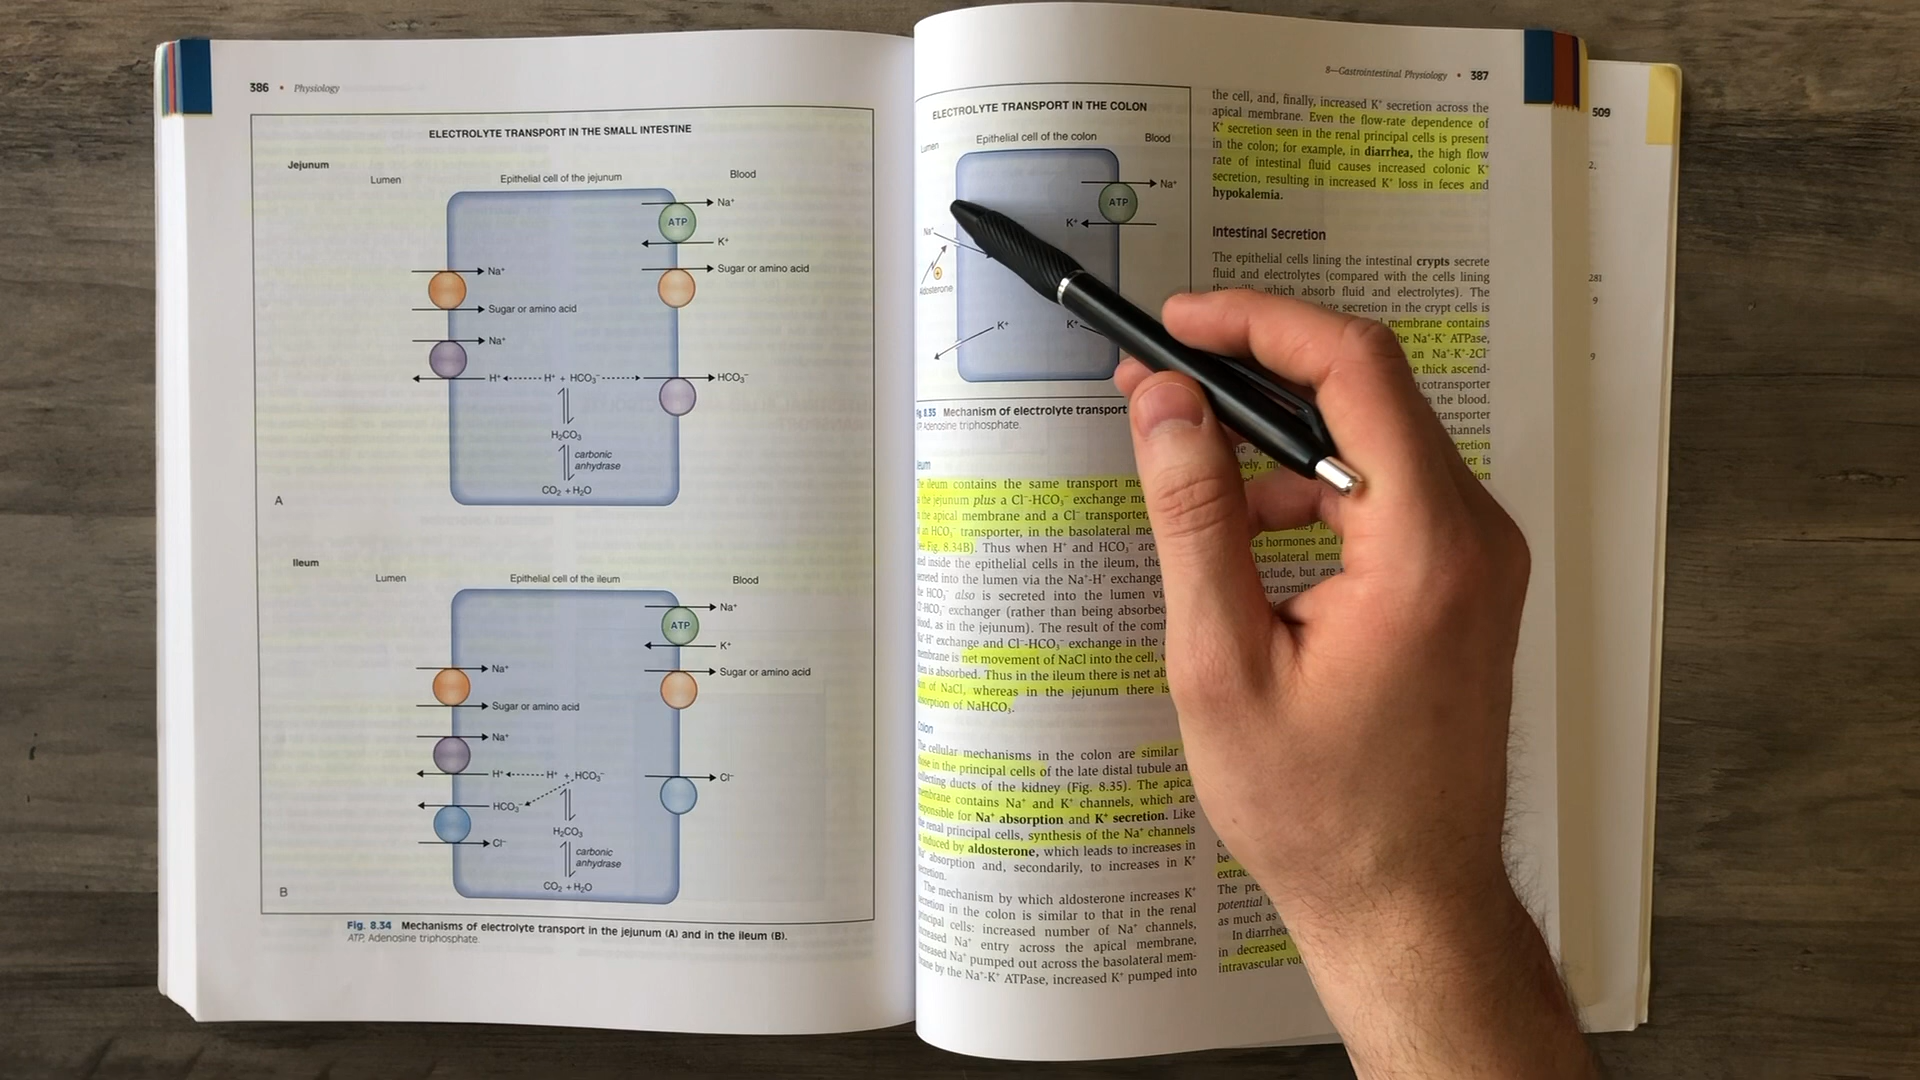 386 • Physiology
ELECTROLYTE TRANSPORT IN THE SMALL INTESTINE
Jejunum
Lumen
Epithelial cell of the jejunum
Blood
Na⁺
ATP
K⁺
Na⁺
Sugar or amino acid
Sugar or amino acid
Na⁺
H⁺
H⁺ + HCO₃⁻
HCO₃⁻
H₂CO₃
carbonic
anhydrase
CO₂ + H₂O
A
Ileum
Lumen
Epithelial cell of the ileum
Blood
Na⁺
ATP
K⁺
Na⁺
Sugar or amino acid
Sugar or amino acid
Na⁺
H⁺
H⁺ + HCO₃⁻
Cl⁻
HCO₃⁻
H₂CO₃
Cl⁻
carbonic
anhydrase
CO₂ + H₂O
B
Fig. 8.34 Mechanisms of electrolyte transport in the jejunum (A) and in the ileum (B).
ATP, Adenosine triphosphate.
8—Gastrointestinal Physiology • 387
ELECTROLYTE TRANSPORT IN THE COLON
Lumen
Epithelial cell of the colon
Blood
Na⁺
ATP
K⁺
Na⁺
Aldosterone
K⁺
K⁺
Fig. 8.35 Mechanism of electrolyte transport
ATP, Adenosine triphosphate.
Ileum
The ileum contains the same transport
the jejunum plus a Cl⁻-HCO₃⁻ exchange
the apical membrane and a Cl⁻ transporter,
an HCO₃⁻ transporter, in the basolateral
(see Fig. 8.34B). Thus when H⁺ and HCO₃⁻ are
inside the epithelial cells in the ileum, the
secreted into the lumen via the Na⁺-H⁺
the HCO₃⁻ also is secreted into the lumen
Cl⁻-HCO₃⁻ exchanger (rather than being absorbed
blood, as in the jejunum). The result of the
Na⁺-H⁺ exchange and Cl⁻-HCO₃⁻ exchange in the
membrane is net movement of NaCl into the cell,
then is absorbed. Thus in the ileum there is net
of NaCl, whereas in the jejunum there is
absorption of NaHCO₃.
Colon
The cellular mechanisms in the colon are similar
those in the principal cells of the late distal tubule
collecting ducts of the kidney (Fig. 8.35). The
membrane contains Na⁺ and K⁺ channels, which are
responsible for Na⁺ absorption and K⁺ secretion. Like
the renal principal cells, synthesis of the Na⁺ channels
is induced by aldosterone, which leads to increases in
Na⁺ absorption and, secondarily, to increases in K⁺
secretion.
The mechanism by which aldosterone increases K⁺
secretion in the colon is similar to that in the renal
principal cells: increased number of Na⁺ channels,
increased Na⁺ entry across the apical membrane,
increased Na⁺ pumped out across the basolateral mem-
brane by the Na⁺-K⁺ ATPase, increased K⁺ pumped into
the cell, and, finally, increased K⁺ secretion across the
apical membrane. Even the flow-rate dependence of
K⁺ secretion seen in the renal principal cells is present
in the colon; for example, in diarrhea, the high flow
rate of intestinal fluid causes increased colonic K⁺
secretion, resulting in increased K⁺ loss in feces and
hypokalemia.
Intestinal Secretion
The epithelial cells lining the intestinal crypts secrete
fluid and electrolytes (compared with the cells lining
which absorb fluid and electrolytes). The
secretion in the crypt cells is
membrane contains
Na⁺-K⁺ ATPase,
an Na⁺-K⁺-2Cl⁻
thick ascend-
cotransporter
the blood.
channels
hormones and
basolateral
include, but are
be
The
potential
as much as
In
in decreased
intravascular
509
2.
281
9
9